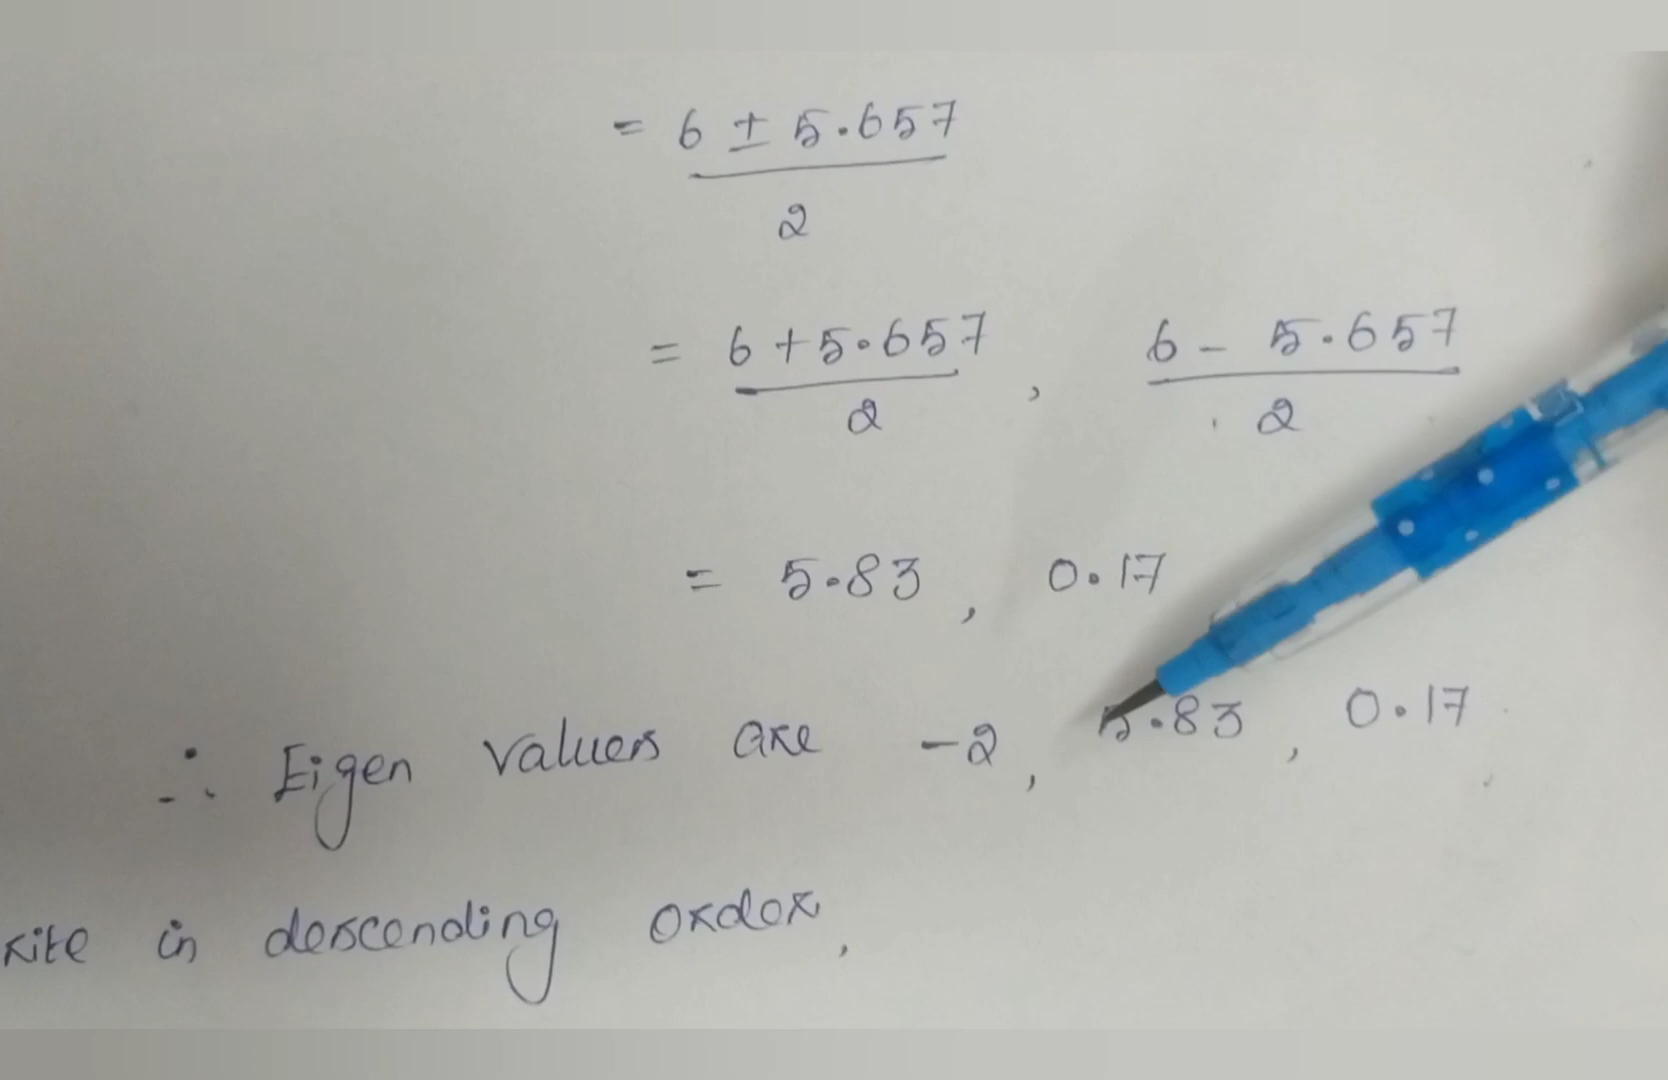 = 6 ± 5.657
2
= 6 + 5.657 , 6 - 5.657
2 2
= 5.83 , 0.17
∴ Eigen values are -2 , 5.83 , 0.17
rite in descending order,